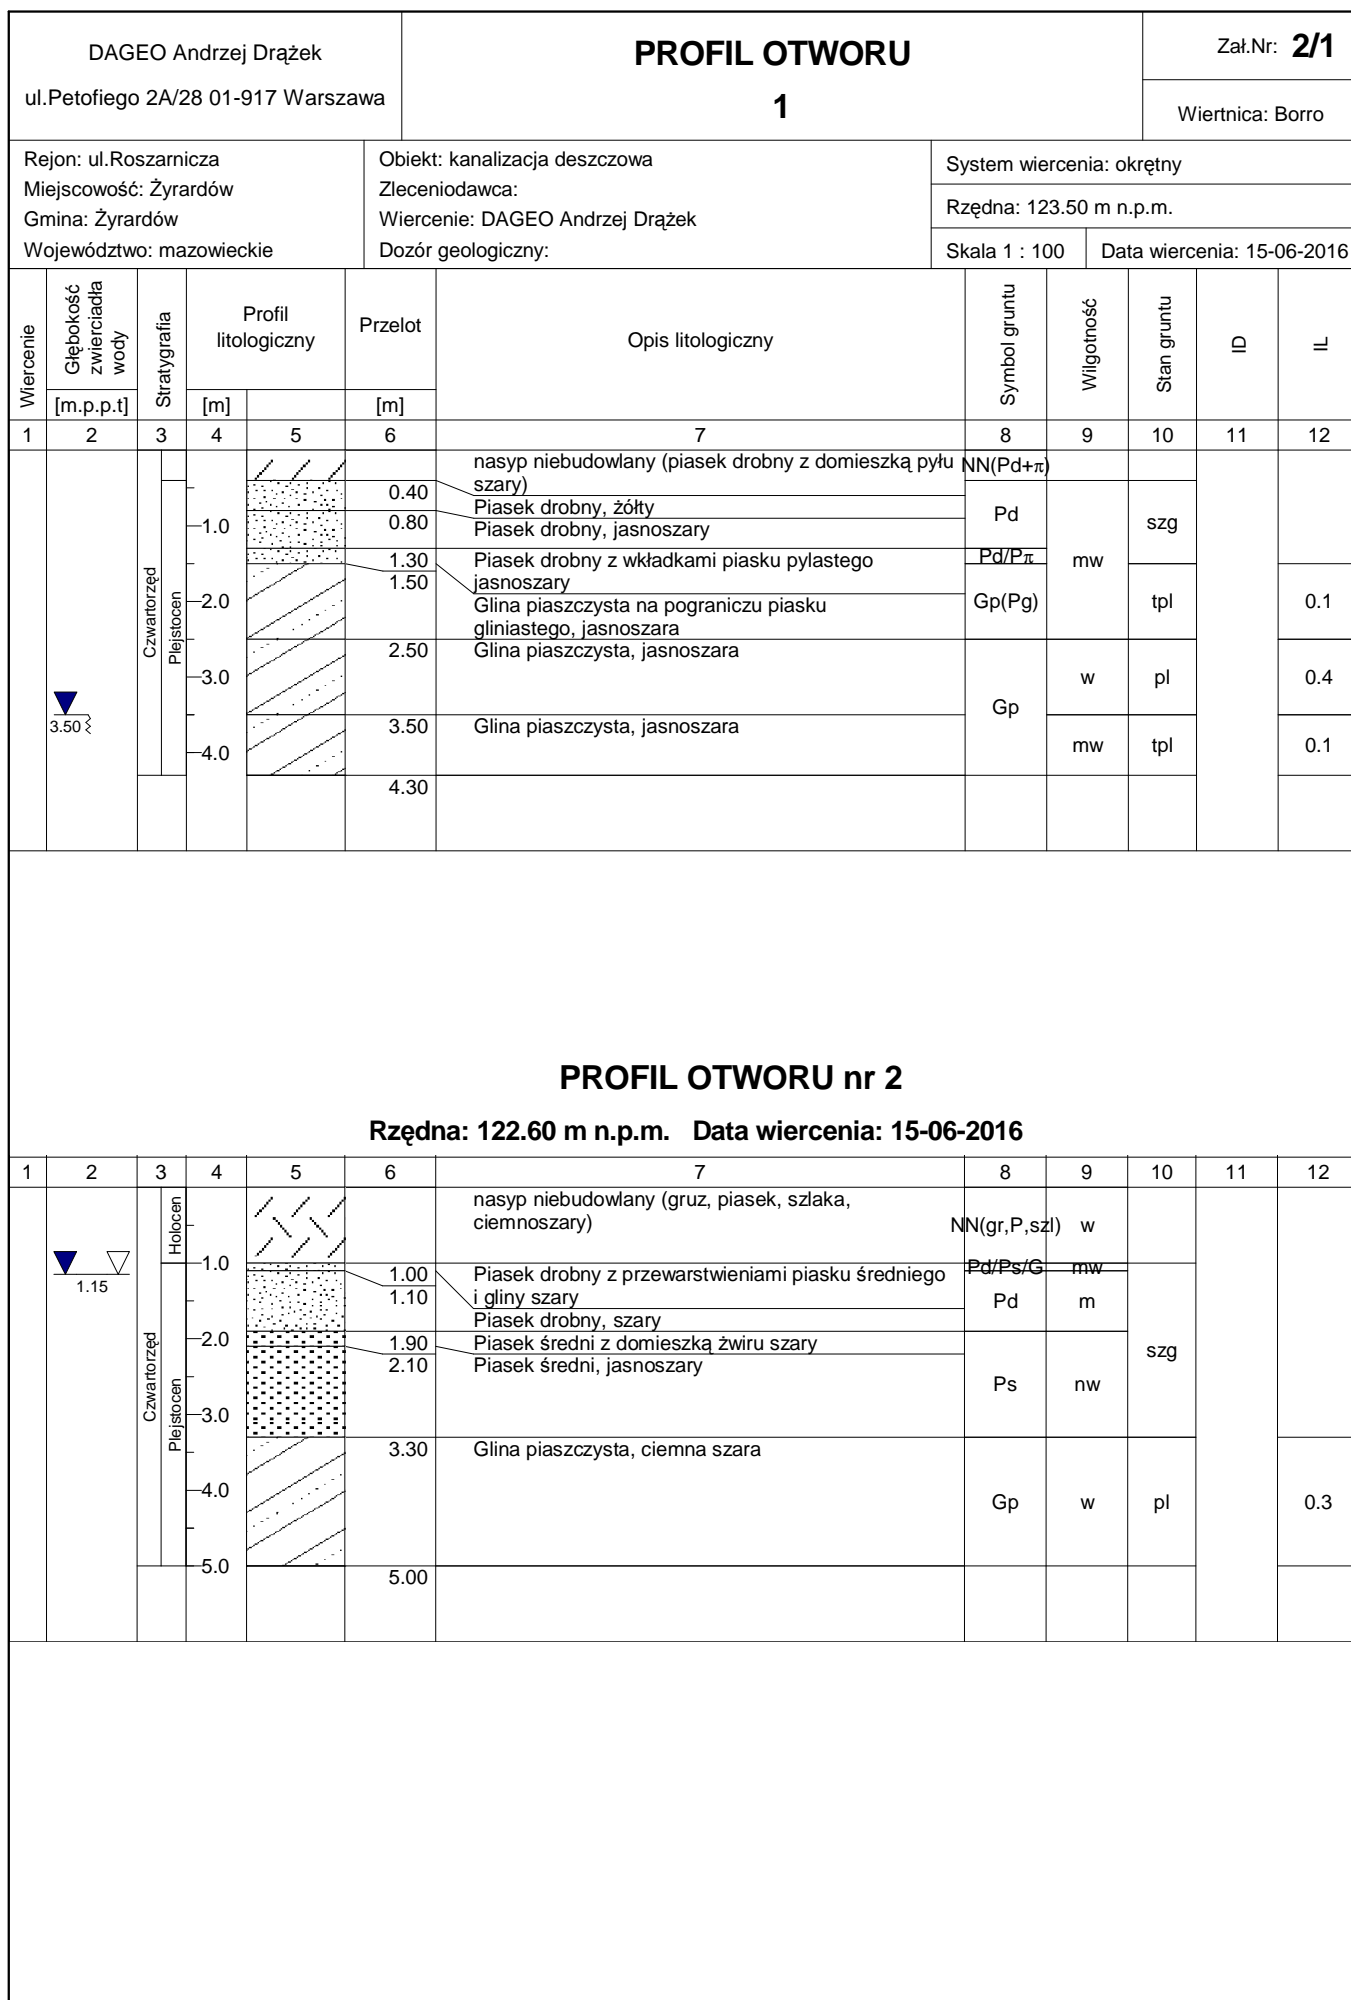 DAGEO Andrzej Drążek
ul.Petofiego 2A/28 01-917 Warszawa
PROFIL OTWORU
1
Zał.Nr: 2/1
Wiertnica: Borro
Rejon: ul.Roszarnicza
Miejscowość: Żyrardów
Gmina: Żyrardów
Województwo: mazowieckie
Obiekt: kanalizacja deszczowa
Zleceniodawca:
Wiercenie: DAGEO Andrzej Drążek
Dozór geologiczny:
System wiercenia: okrętny
Rzędna: 123.50 m n.p.m.
Skala 1 : 100
Data wiercenia: 15-06-2016
Wiercenie
Głębokość
zwierciadła
wody
[m.p.p.t]
Stratygrafia
Profil
litologiczny
[m]
Przelot
[m]
Opis litologiczny
Symbol gruntu
Wilgotność
Stan gruntu
ID
IL
1 2 3 4 5 6 7 8 9 10 11 12
3.50
Czwartorzęd
Plejstocen
1.0
2.0
3.0
4.0
0.40
0.80
1.30
1.50
2.50
3.50
4.30
nasyp niebudowlany (piasek drobny z domieszką pyłu
szary)
Piasek drobny, żółty
Piasek drobny, jasnoszary
Piasek drobny z wkładkami piasku pylastego
jasnoszary
Glina piaszczysta na pograniczu piasku
gliniastego, jasnoszara
Glina piaszczysta, jasnoszara
Glina piaszczysta, jasnoszara
NN(Pd+π)
Pd
Pd/Pπ
Gp(Pg)
Gp
mw
w
mw
szg
tpl
pl
tpl
0.1
0.4
0.1
PROFIL OTWORU nr 2
Rzędna: 122.60 m n.p.m. Data wiercenia: 15-06-2016
1 2 3 4 5 6 7 8 9 10 11 12
1.15
Czwartorzęd
Holocen
Plejstocen
1.0
2.0
3.0
4.0
5.0
1.00
1.10
1.90
2.10
3.30
5.00
nasyp niebudowlany (gruz, piasek, szlaka,
ciemnoszary)
Piasek drobny z przewarstwieniami piasku średniego
i gliny szary
Piasek drobny, szary
Piasek średni z domieszką żwiru szary
Piasek średni, jasnoszary
Glina piaszczysta, ciemna szara
NN(gr,P,szl)
Pd/Ps/G
Pd
Ps
Gp
w
mw
m
nw
w
szg
pl
0.3